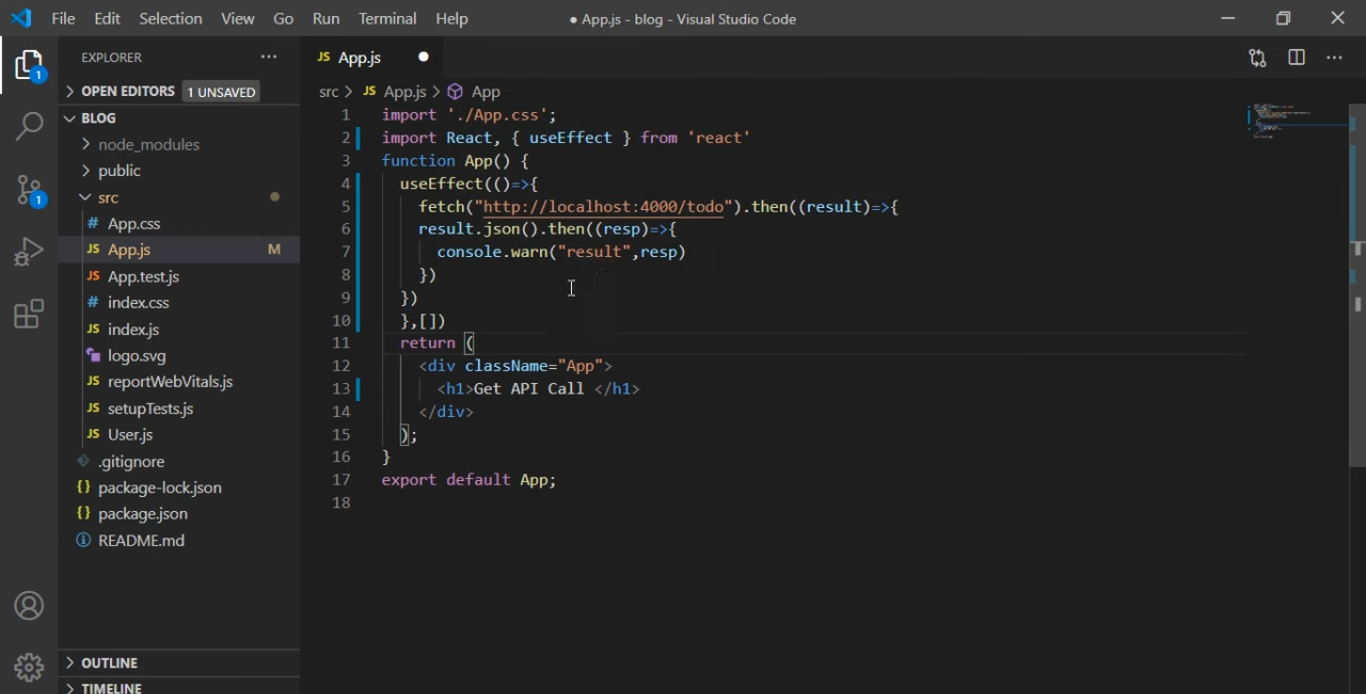 File Edit Selection View Go Run Terminal Help
● App.js - blog - Visual Studio Code
EXPLORER
JS App.js
OPEN EDITORS 1 UNSAVED
src > JS App.js > App
BLOG
node_modules
public
src
# App.css
JS App.js M
JS App.test.js
# index.css
JS index.js
logo.svg
JS reportWebVitals.js
JS setupTests.js
JS User.js
.gitignore
{} package-lock.json
{} package.json
README.md
OUTLINE
TIMELINE
1
1
1 import './App.css';
2 import React, { useEffect } from 'react'
3 function App() {
4 useEffect(()=>{
5 fetch("http://localhost:4000/todo").then((result)=>{
6 result.json().then((resp)=>{
7 console.warn("result",resp)
8 })
9 })
10 },[])
11 return (
12 <div className="App">
13 <h1>Get API Call </h1>
14 </div>
15 );
16 }
17 export default App;
18